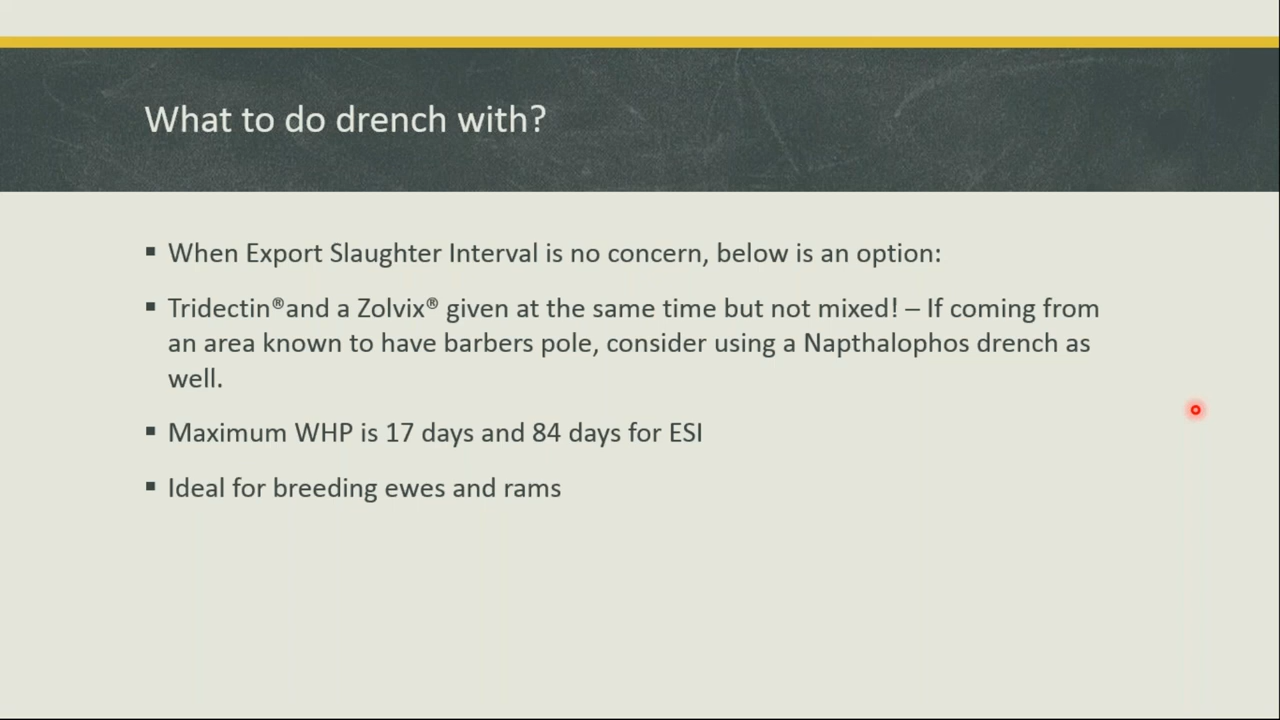 What to do drench with?
▪ When Export Slaughter Interval is no concern, below is an option:
▪ Tridectin®and a Zolvix® given at the same time but not mixed! – If coming from
an area known to have barbers pole, consider using a Napthalophos drench as
well.
▪ Maximum WHP is 17 days and 84 days for ESI
▪ Ideal for breeding ewes and rams